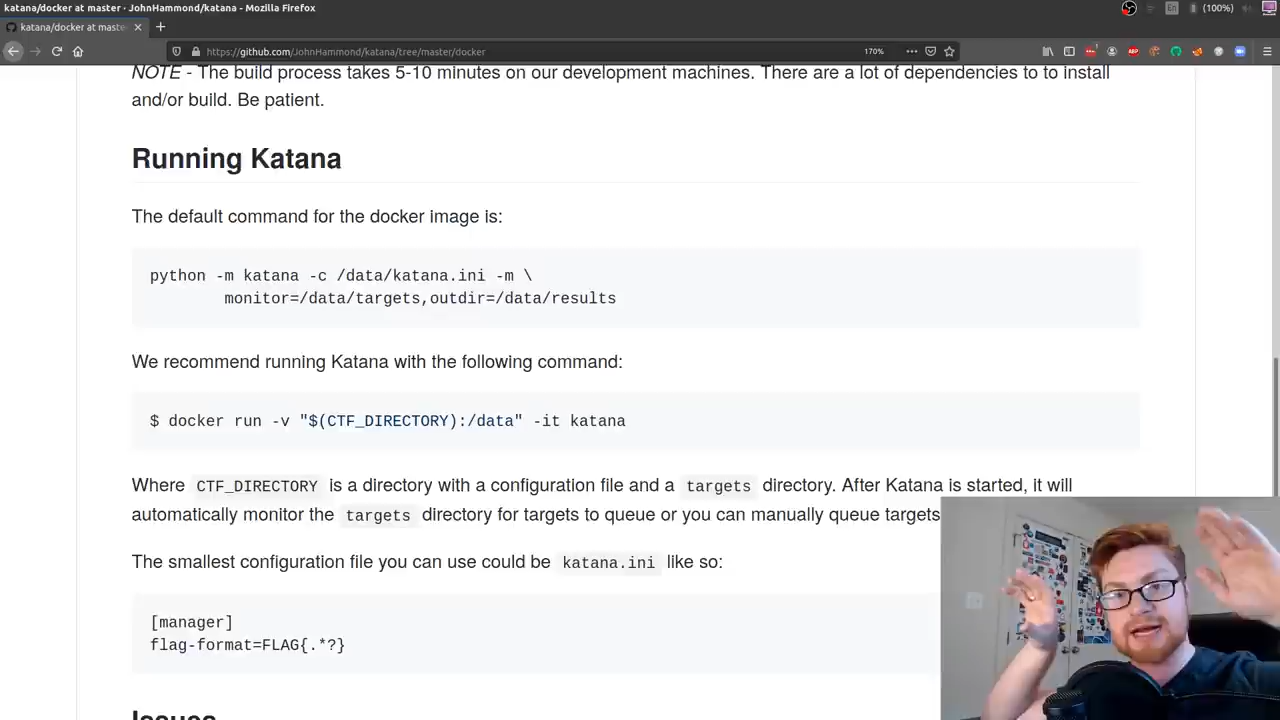 katana/docker at master · JohnHammond/katana - Mozilla Firefox
En
(100%)
katana/docker at maste
https://github.com/JohnHammond/katana/tree/master/docker
170%
NOTE - The build process takes 5-10 minutes on our development machines. There are a lot of dependencies to to install
and/or build. Be patient.
Running Katana
The default command for the docker image is:
python -m katana -c /data/katana.ini -m \
monitor=/data/targets,outdir=/data/results
We recommend running Katana with the following command:
$ docker run -v "$(CTF_DIRECTORY):/data" -it katana
Where CTF_DIRECTORY is a directory with a configuration file and a targets directory. After Katana is started, it will
automatically monitor the targets directory for targets to queue or you can manually queue targets
The smallest configuration file you can use could be katana.ini like so:
[manager]
flag-format=FLAG{.*?}
Issues